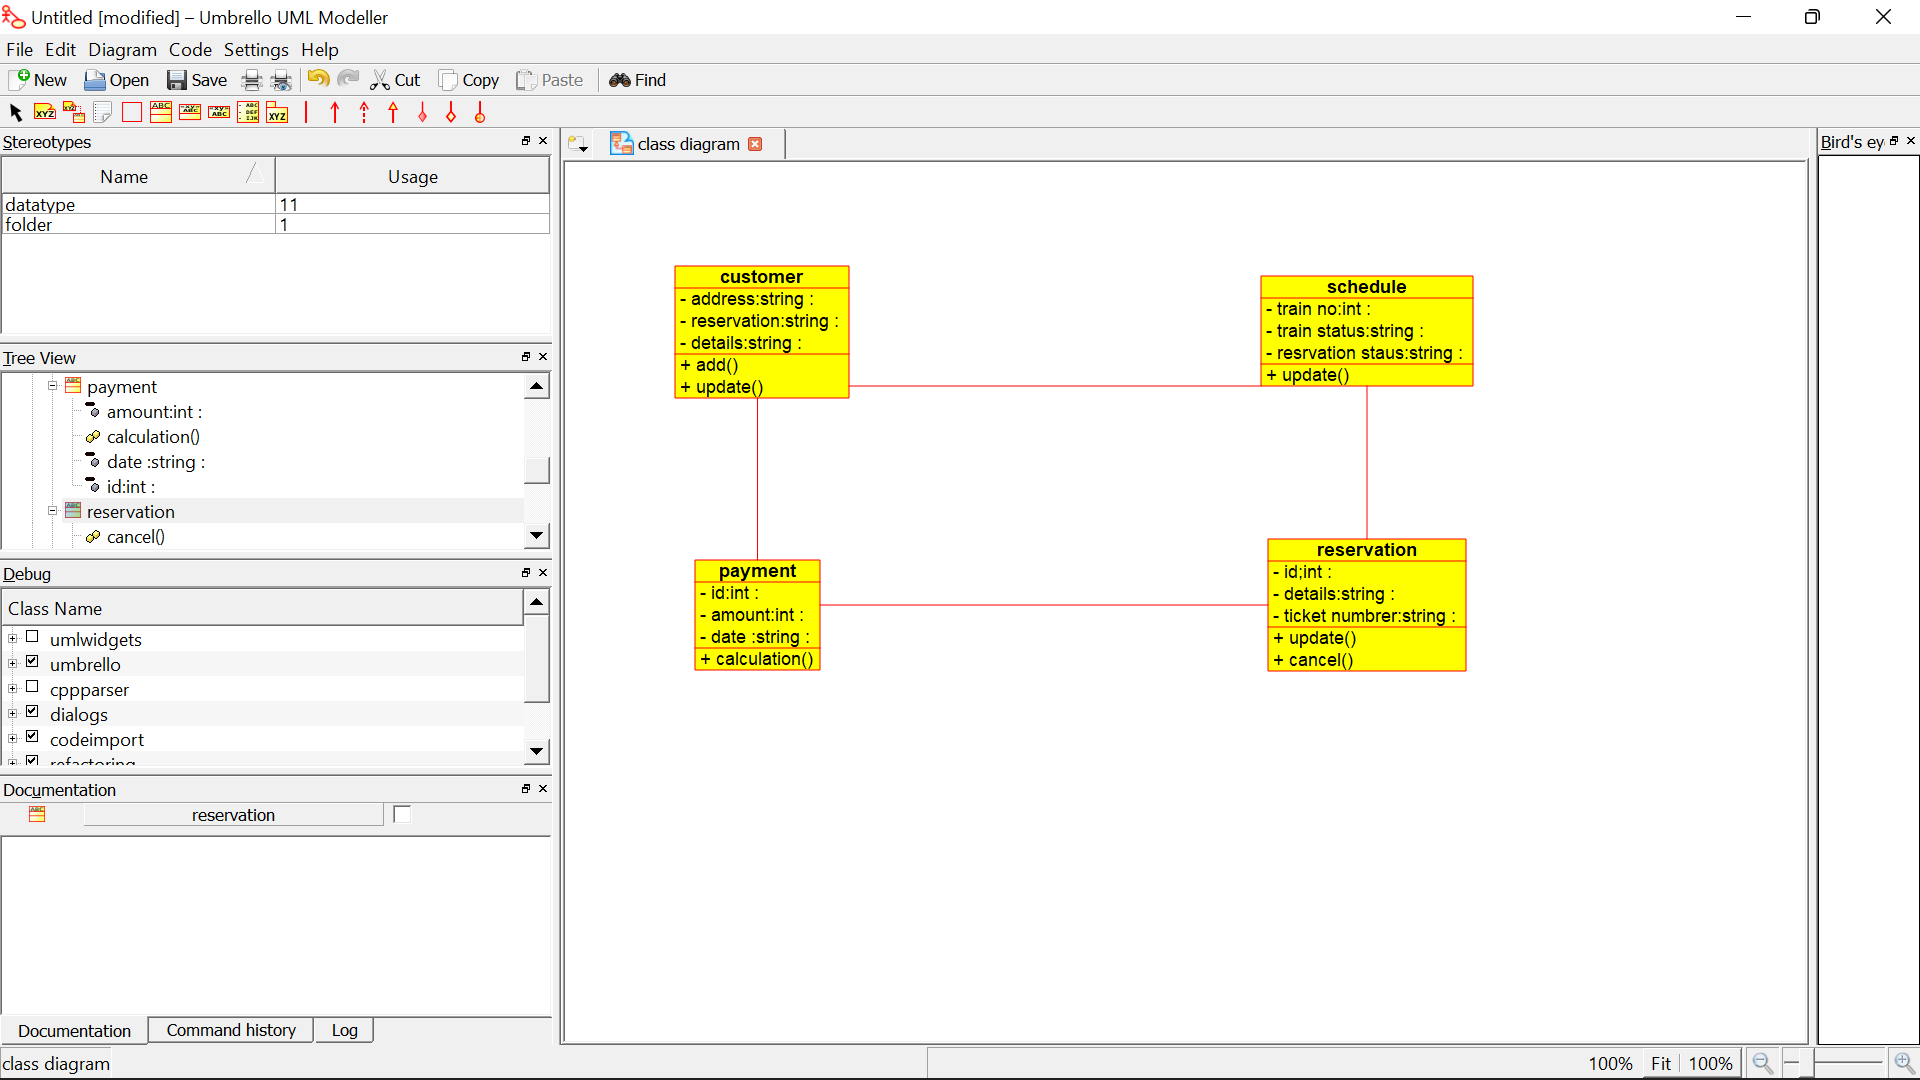 Untitled [modified] – Umbrello UML Modeller
File Edit Diagram Code Settings Help
New Open Save Cut Copy Paste Find
Stereotypes
Name Usage
datatype 11
folder 1
Tree View
payment
amount:int :
calculation()
date :string :
id:int :
reservation
cancel()
Debug
Class Name
umlwidgets
umbrello
cppparser
dialogs
codeimport
refactoring
Documentation
reservation
Documentation Command history Log
class diagram
class diagram
customer
- address:string :
- reservation:string :
- details:string :
+ add()
+ update()
schedule
- train no:int :
- train status:string :
- resrvation staus:string :
+ update()
payment
- id:int :
- amount:int :
- date :string :
+ calculation()
reservation
- id;int :
- details:string :
- ticket numbrer:string :
+ update()
+ cancel()
Bird's ey
100% Fit 100%